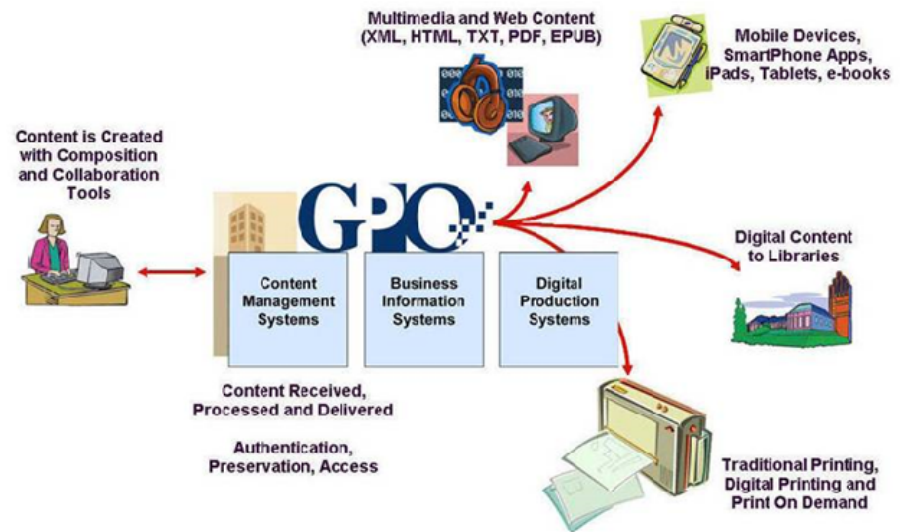 Multimedia and Web Content
(XML, HTML, TXT, PDF, EPUB)
Mobile Devices,
SmartPhone Apps,
iPads, Tablets, e-books
Content is Created
with Composition
and Collaboration
Tools
GPO
Digital Content
to Libraries
Content
Management
Systems
Business
Information
Systems
Digital
Production
Systems
Content Received,
Processed and Delivered
Authentication,
Preservation, Access
Traditional Printing,
Digital Printing and
Print On Demand